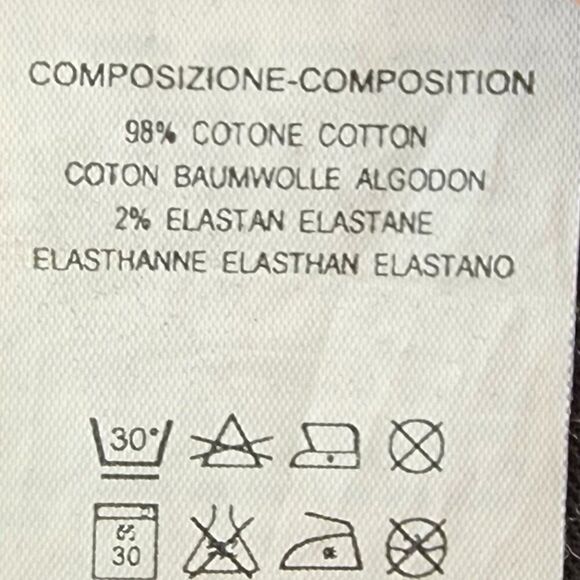 COMPOSIZIONE-COMPOSITION
98% COTONE COTTON
COTON BAUMWOLLE ALGODON
2% ELASTAN ELASTANE
ELASTHANNE ELASTHAN ELASTANO
30°
30